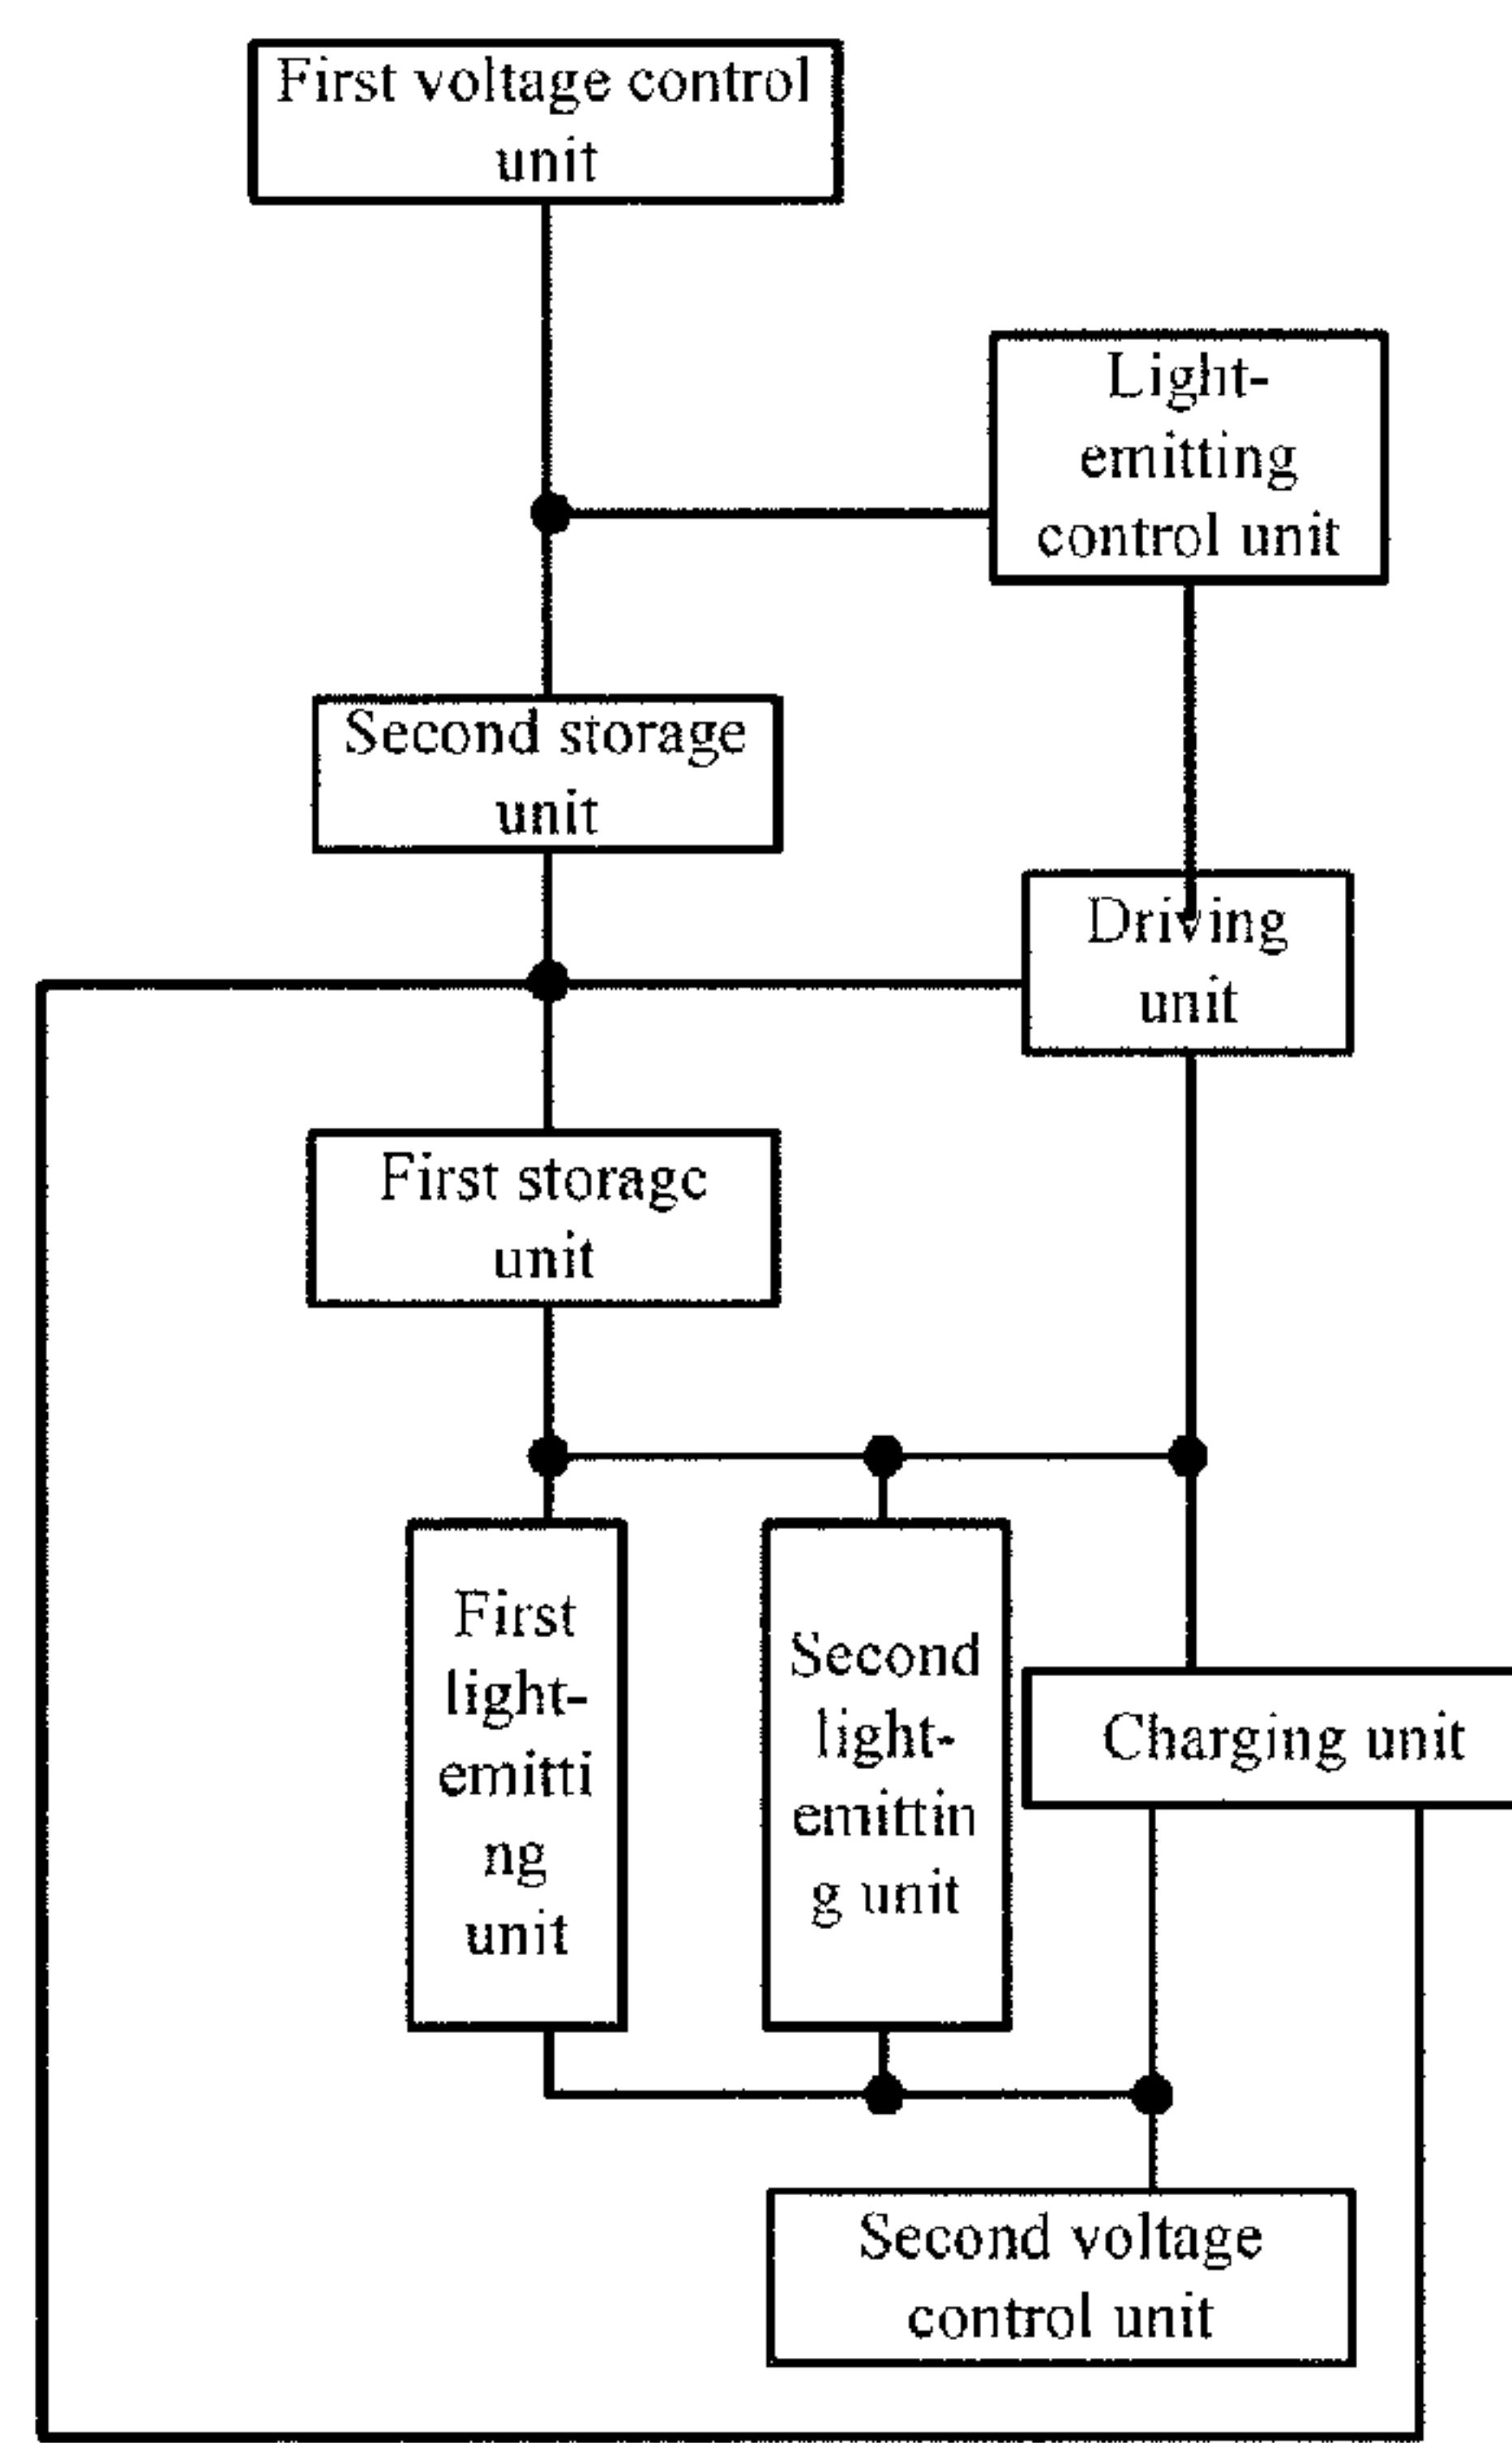 First voltage control
unit
Light-
emitting
control unit
Second storage
unit
Driving
unit
First storage
unit
First
light-
emitti
ng
unit
Second
light-
emittin
g unit
Charging unit
Second voltage
control unit